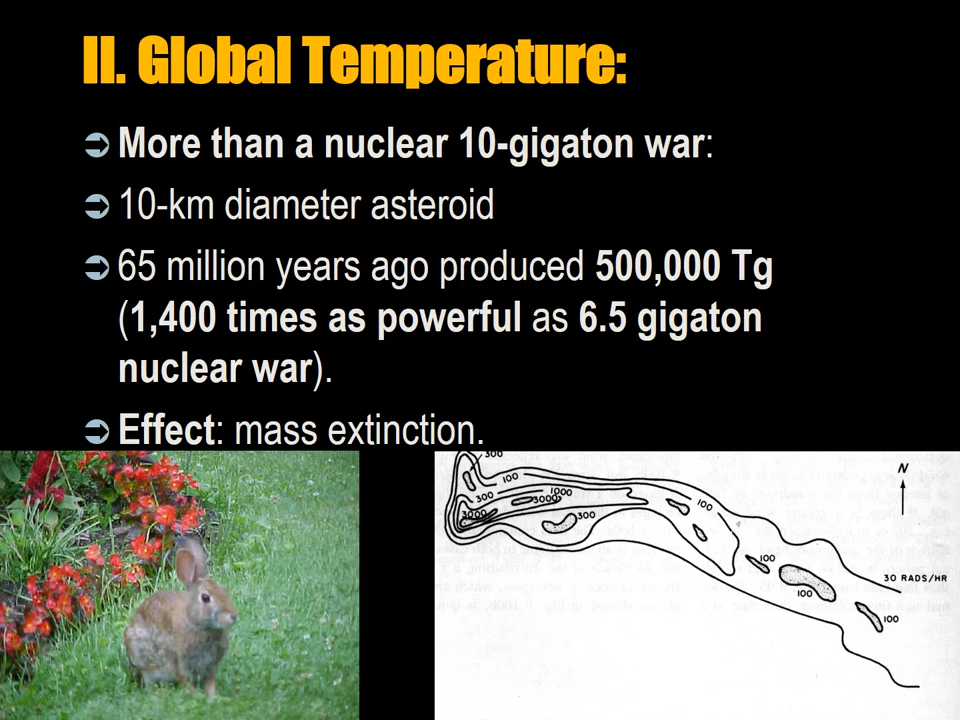 II. Global Temperature:
More than a nuclear 10-gigaton war:
10-km diameter asteroid
65 million years ago produced 500,000 Tg
(1,400 times as powerful as 6.5 gigaton
nuclear war).
Effect: mass extinction.
300
100
300
1000
3000
3000
300
100
N
100
100
30 RADS/HR
100